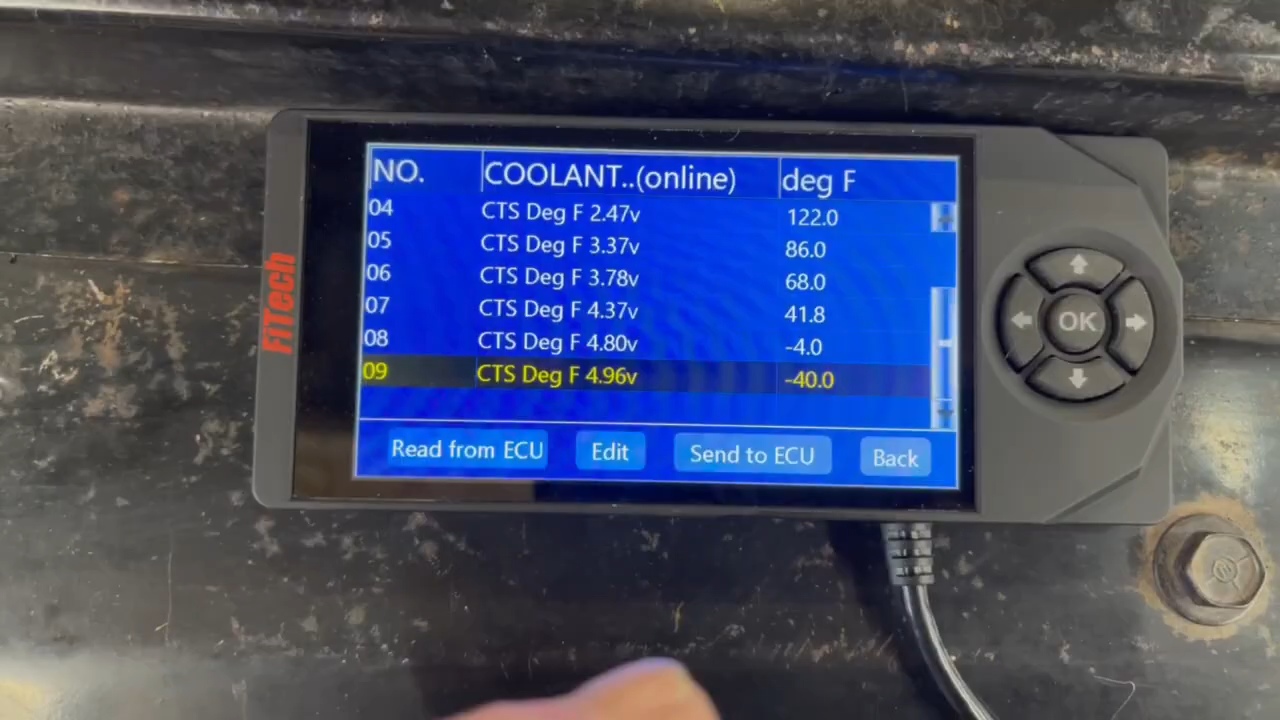 FiTech
NO. COOLANT..(online) deg F
04 CTS Deg F 2.47v 122.0
05 CTS Deg F 3.37v 86.0
06 CTS Deg F 3.78v 68.0
07 CTS Deg F 4.37v 41.8
08 CTS Deg F 4.80v -4.0
09 CTS Deg F 4.96v -40.0
Read from ECU Edit Send to ECU Back
OK